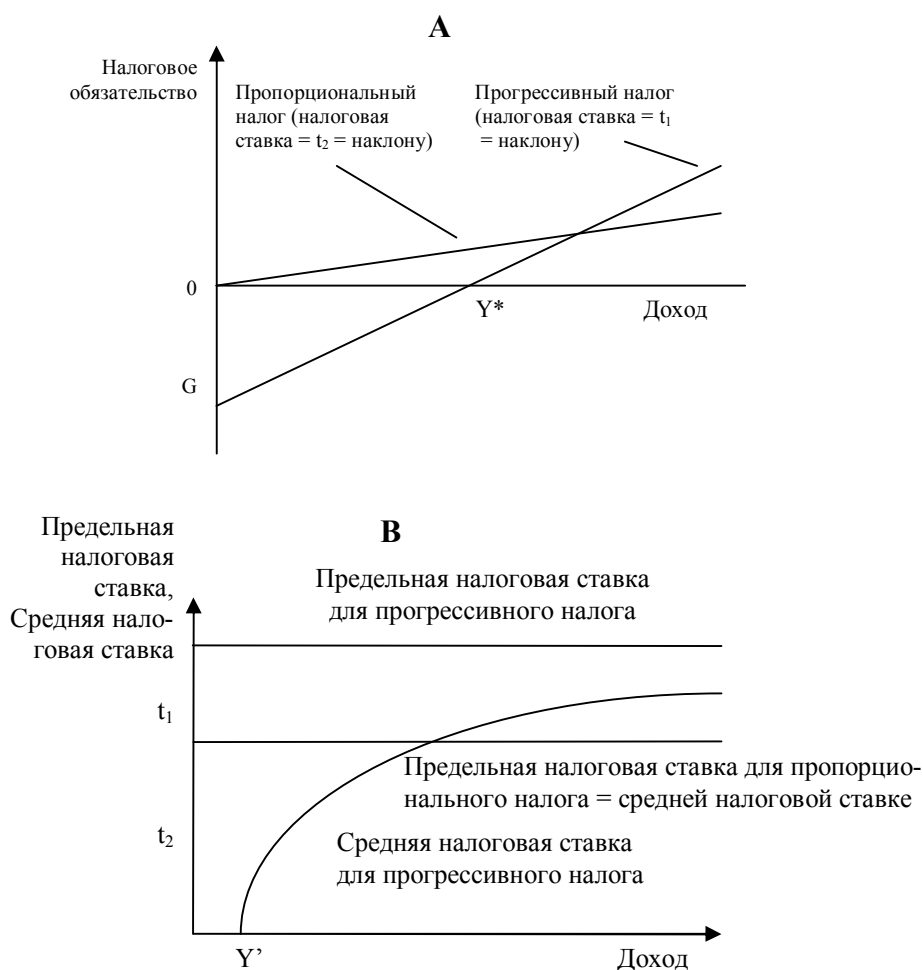 A
Налоговое
обязательство
Пропорциональный
налог (налоговая
ставка = t₂ = наклону)
Прогрессивный налог
(налоговая ставка = t₁
= наклону)
0
Y*
Доход
G
B
Предельная
налоговая
ставка,
Средняя нало-
говая ставка
Предельная налоговая ставка
для прогрессивного налога
t₁
Предельная налоговая ставка для пропорцио-
нального налога = средней налоговой ставке
t₂
Средняя налоговая ставка
для прогрессивного налога
Y’
Доход